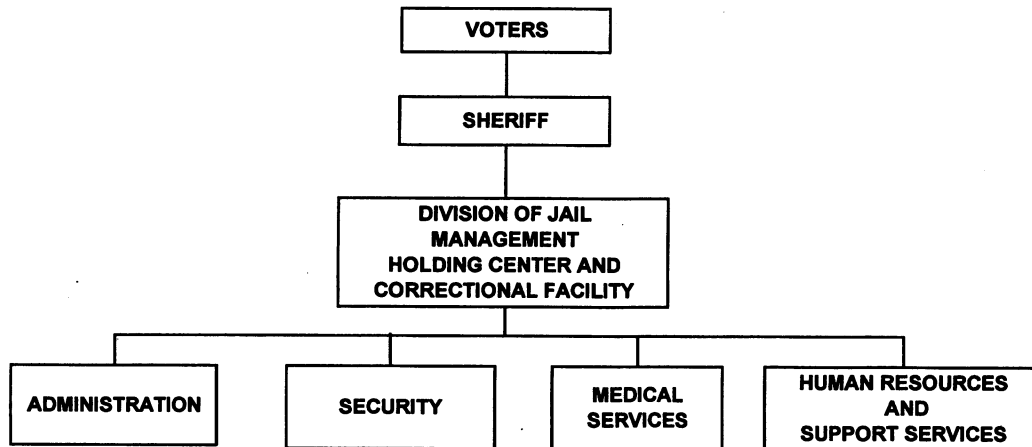 VOTERS
SHERIFF
DIVISION OF JAIL
MANAGEMENT
HOLDING CENTER AND
CORRECTIONAL FACILITY
ADMINISTRATION
SECURITY
MEDICAL
SERVICES
HUMAN RESOURCES
AND
SUPPORT SERVICES